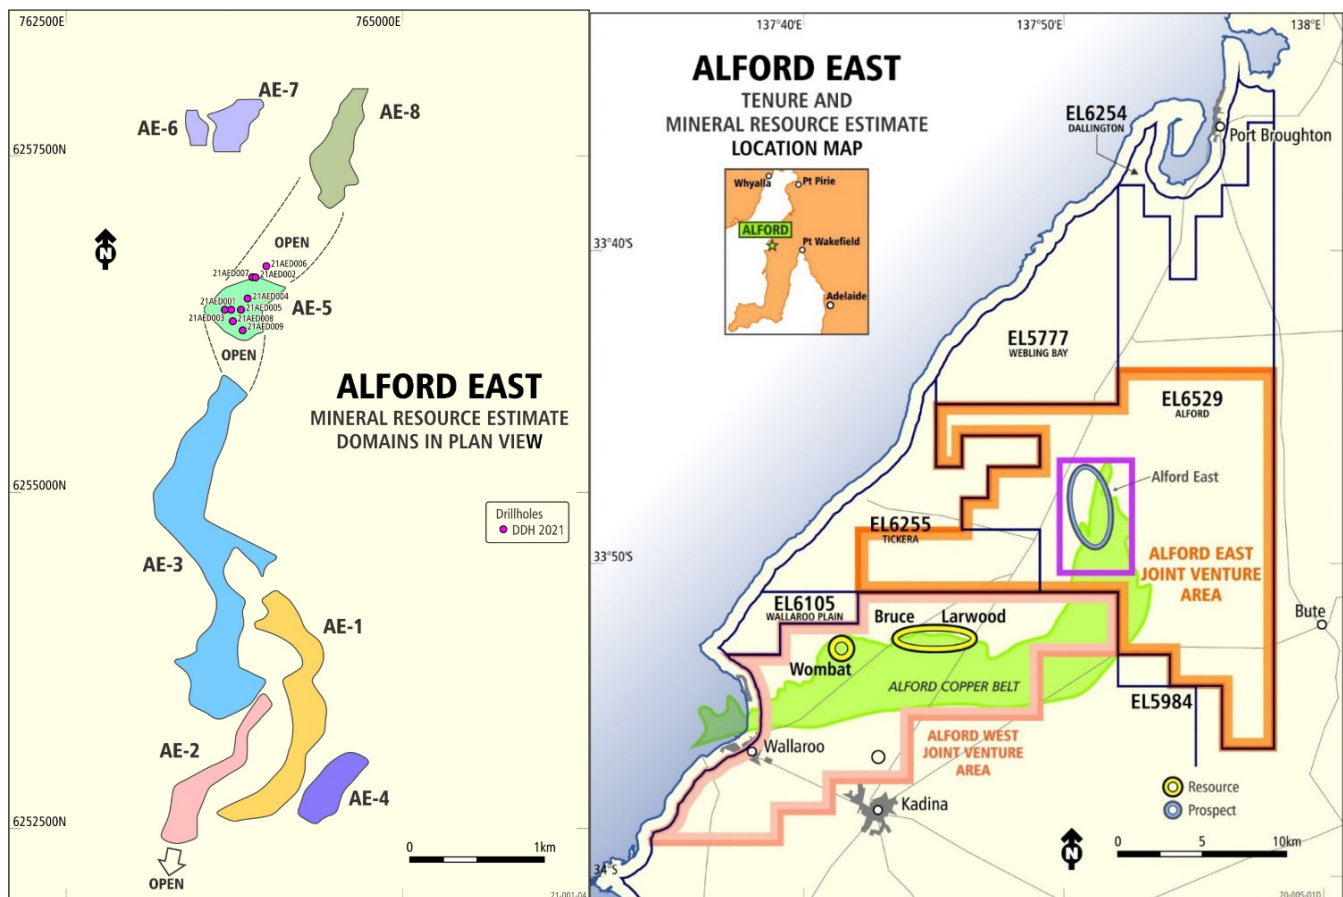 762500E
765000E
AE-7
AE-6
AE-8
6257500N
N
OPEN
21AED006
21AED007
21AED002
21AED004
21AED001
21AED005
AE-5
21AED003
21AED008
21AED009
OPEN
ALFORD EAST
MINERAL RESOURCE ESTIMATE
DOMAINS IN PLAN VIEW
6255000N
Drillholes
DDH 2021
AE-3
AE-1
AE-2
AE-4
6252500N
0
1km
OPEN
21-001-04
137°40'E
137°50'E
138°E
ALFORD EAST
TENURE AND
MINERAL RESOURCE ESTIMATE
LOCATION MAP
EL6254
DALLINGTON
Port Broughton
Whyalla
Pt Pirie
ALFORD
Pt Wakefield
Adelaide
33°40'S
EL5777
WEBLING BAY
EL6529
ALFORD
Alford East
EL6255
TICKERA
33°50'S
ALFORD EAST
JOINT VENTURE
AREA
EL6105
WALLAROO PLAIN
Bruce
Larwood
Bute
Wombat
ALFORD COPPER BELT
EL5984
Wallaroo
ALFORD WEST
JOINT VENTURE
AREA
Resource
Prospect
Kadina
N
0
5
10km
34°S
20-005-01D